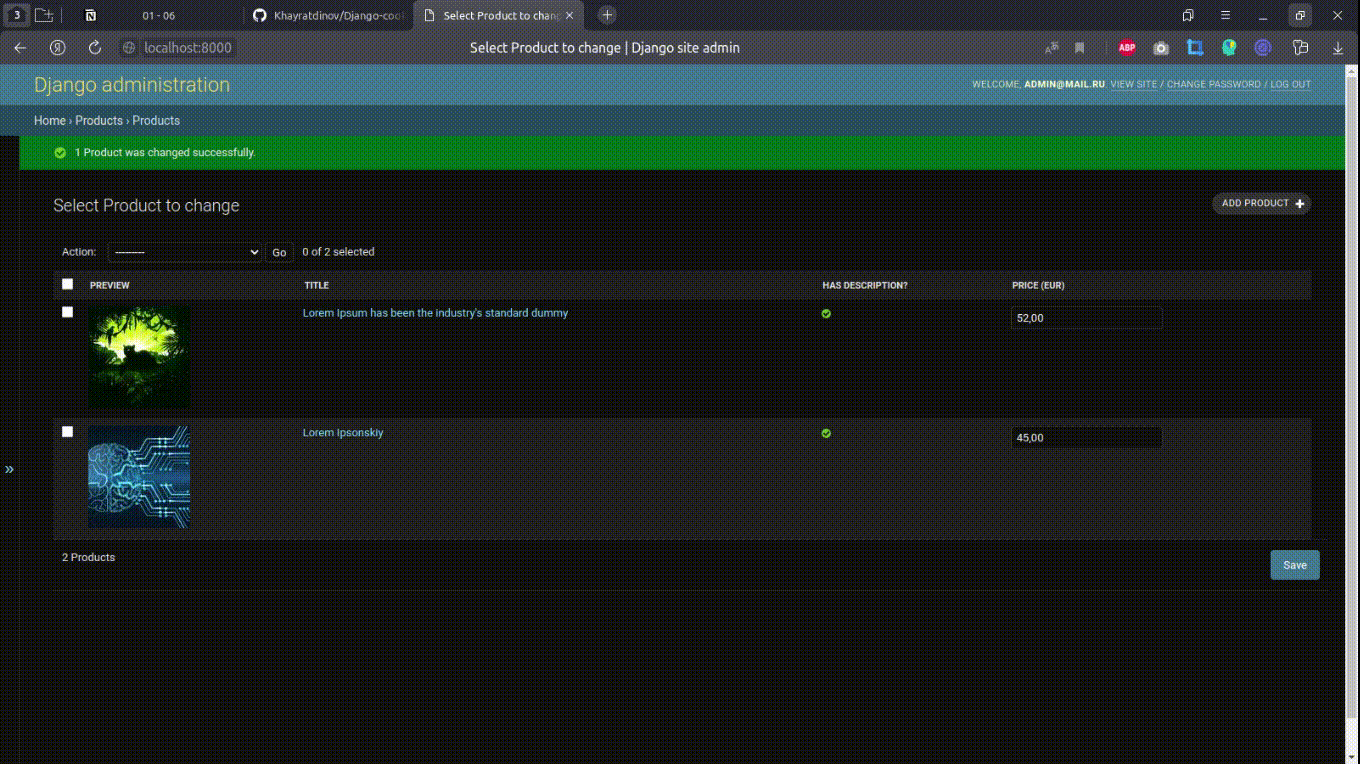 3 01 - 06 Khayratdinov/Django-cook Select Product to chang
localhost:8000 Select Product to change | Django site admin ABP
Django administration WELCOME, ADMIN@MAIL.RU. VIEW SITE / CHANGE PASSWORD / LOG OUT
Home › Products › Products
1 Product was changed successfully.
Select Product to change ADD PRODUCT +
Action: --------- Go 0 of 2 selected
PREVIEW TITLE HAS DESCRIPTION? PRICE (EUR)
Lorem Ipsum has been the industry's standard dummy 52,00
Lorem Ipsonskiy 45,00
»
2 Products
Save